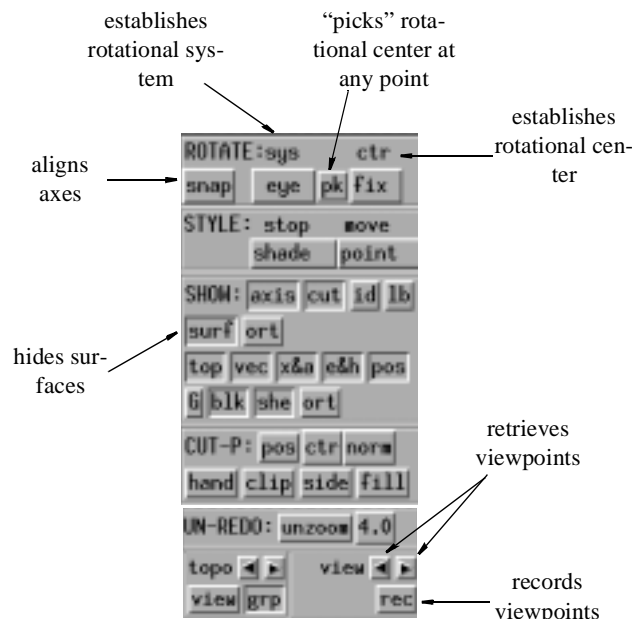 establishes
rotational sys-
tem
“picks” rota-
tional center at
any point
establishes
rotational cen-
ter
aligns
axes
ROTATE:sys ctr
snap eye pk fix
STYLE: stop move
shade point
SHOW: axis cut id lb
surf ort
top vec x&a e&h pos
G blk she ort
hides sur-
faces
CUT-P: pos ctr norm
hand clip side fill
retrieves
viewpoints
UN-REDO: unzoom 4.0
topo view
view grp rec
records
viewpoints